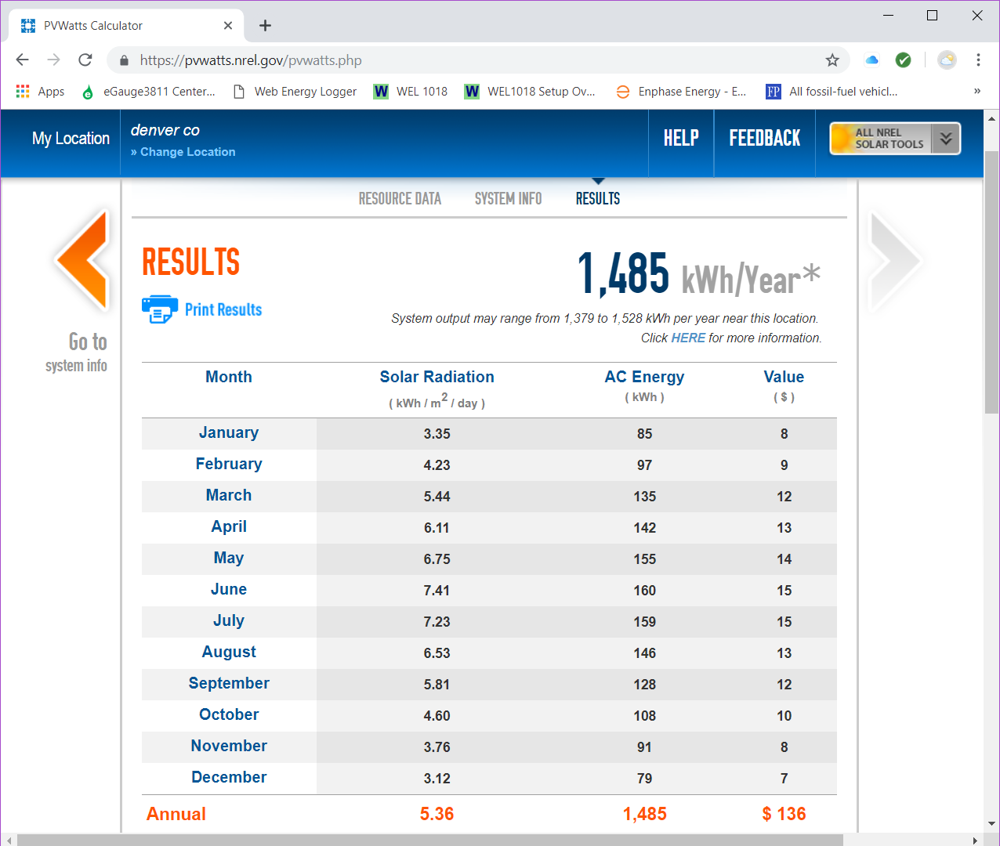 PVWatts Calculator
https://pvwatts.nrel.gov/pvwatts.php
Apps eGauge3811 Center... Web Energy Logger WEL 1018 WEL1018 Setup Ov... Enphase Energy - E... All fossil-fuel vehicl... »
My Location
denver co
» Change Location
HELP
FEEDBACK
ALL NREL
SOLAR TOOLS
RESOURCE DATA SYSTEM INFO RESULTS
Go to
system info
RESULTS
Print Results
1,485 kWh/Year*
System output may range from 1,379 to 1,528 kWh per year near this location.
Click HERE for more information.
Month Solar Radiation AC Energy Value
( kWh / m2 / day ) ( kWh ) ( $ )
January 3.35 85 8
February 4.23 97 9
March 5.44 135 12
April 6.11 142 13
May 6.75 155 14
June 7.41 160 15
July 7.23 159 15
August 6.53 146 13
September 5.81 128 12
October 4.60 108 10
November 3.76 91 8
December 3.12 79 7
Annual 5.36 1,485 $ 136